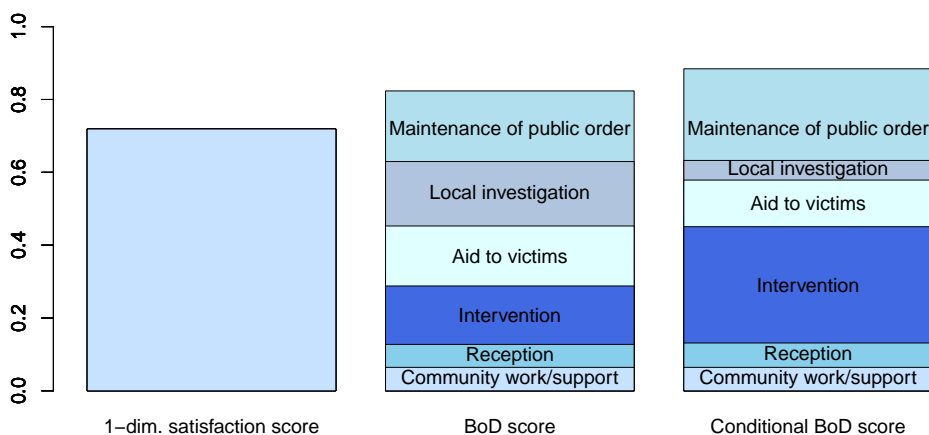 1.0
0.8
0.6
0.4
0.2
0.0
Maintenance of public order
Local investigation
Aid to victims
Intervention
Reception
Community work/support
Maintenance of public order
Local investigation
Aid to victims
Intervention
Reception
Community work/support
1−dim. satisfaction score
BoD score
Conditional BoD score